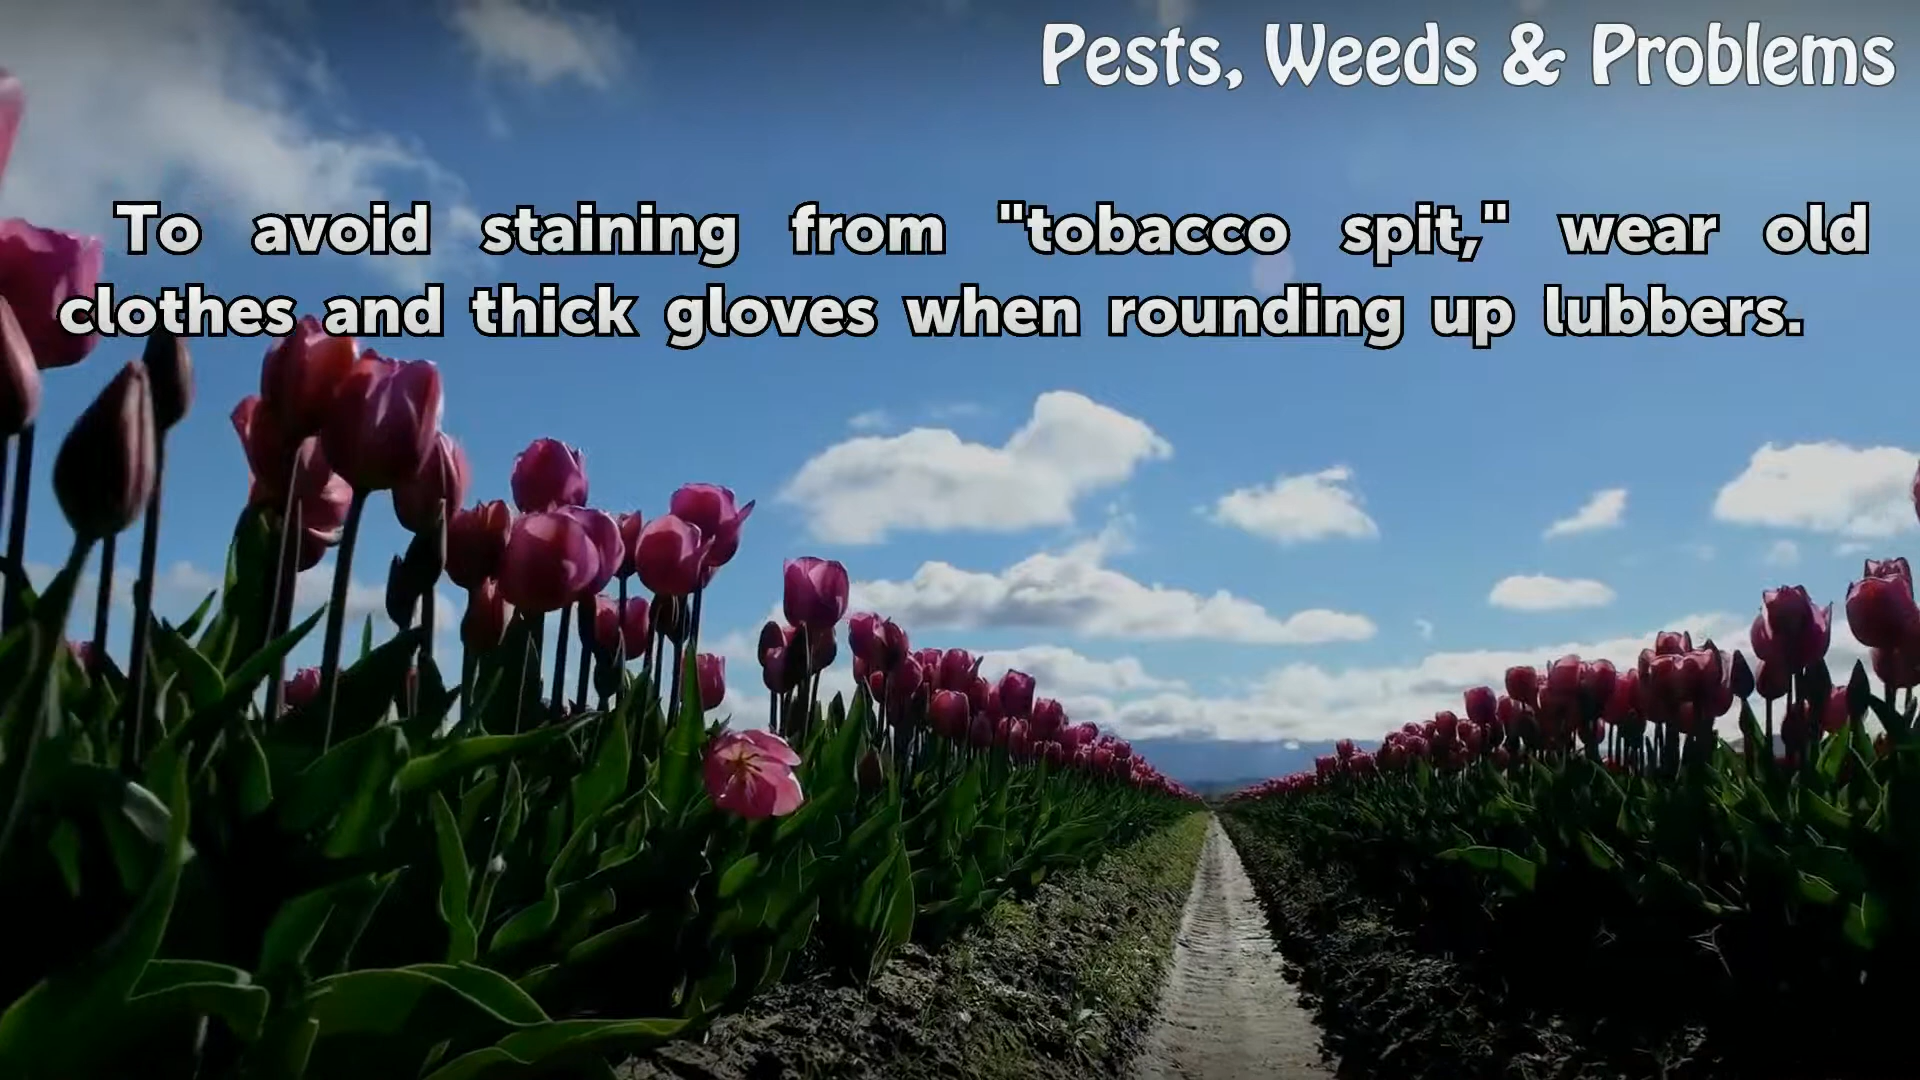 Pests, Weeds & Problems
To avoid staining from "tobacco spit," wear old
clothes and thick gloves when rounding up lubbers.